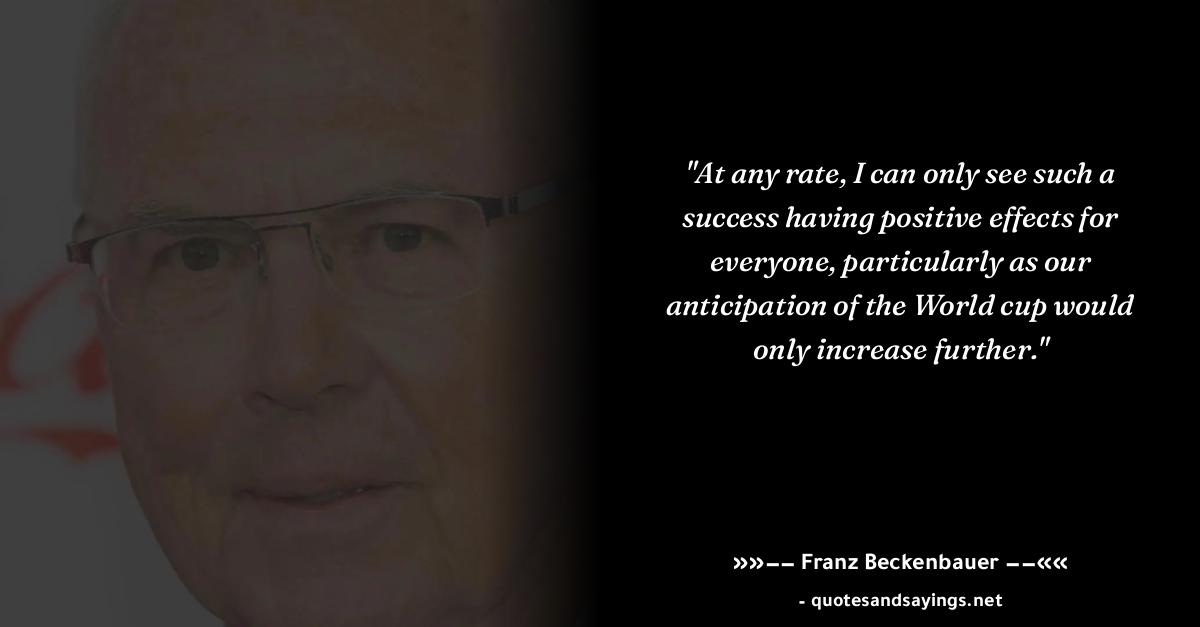 "At any rate, I can only see such a
success having positive effects for
everyone, particularly as our
anticipation of the World cup would
only increase further."
»»−− Franz Beckenbauer −−««
- quotesandsayings.net